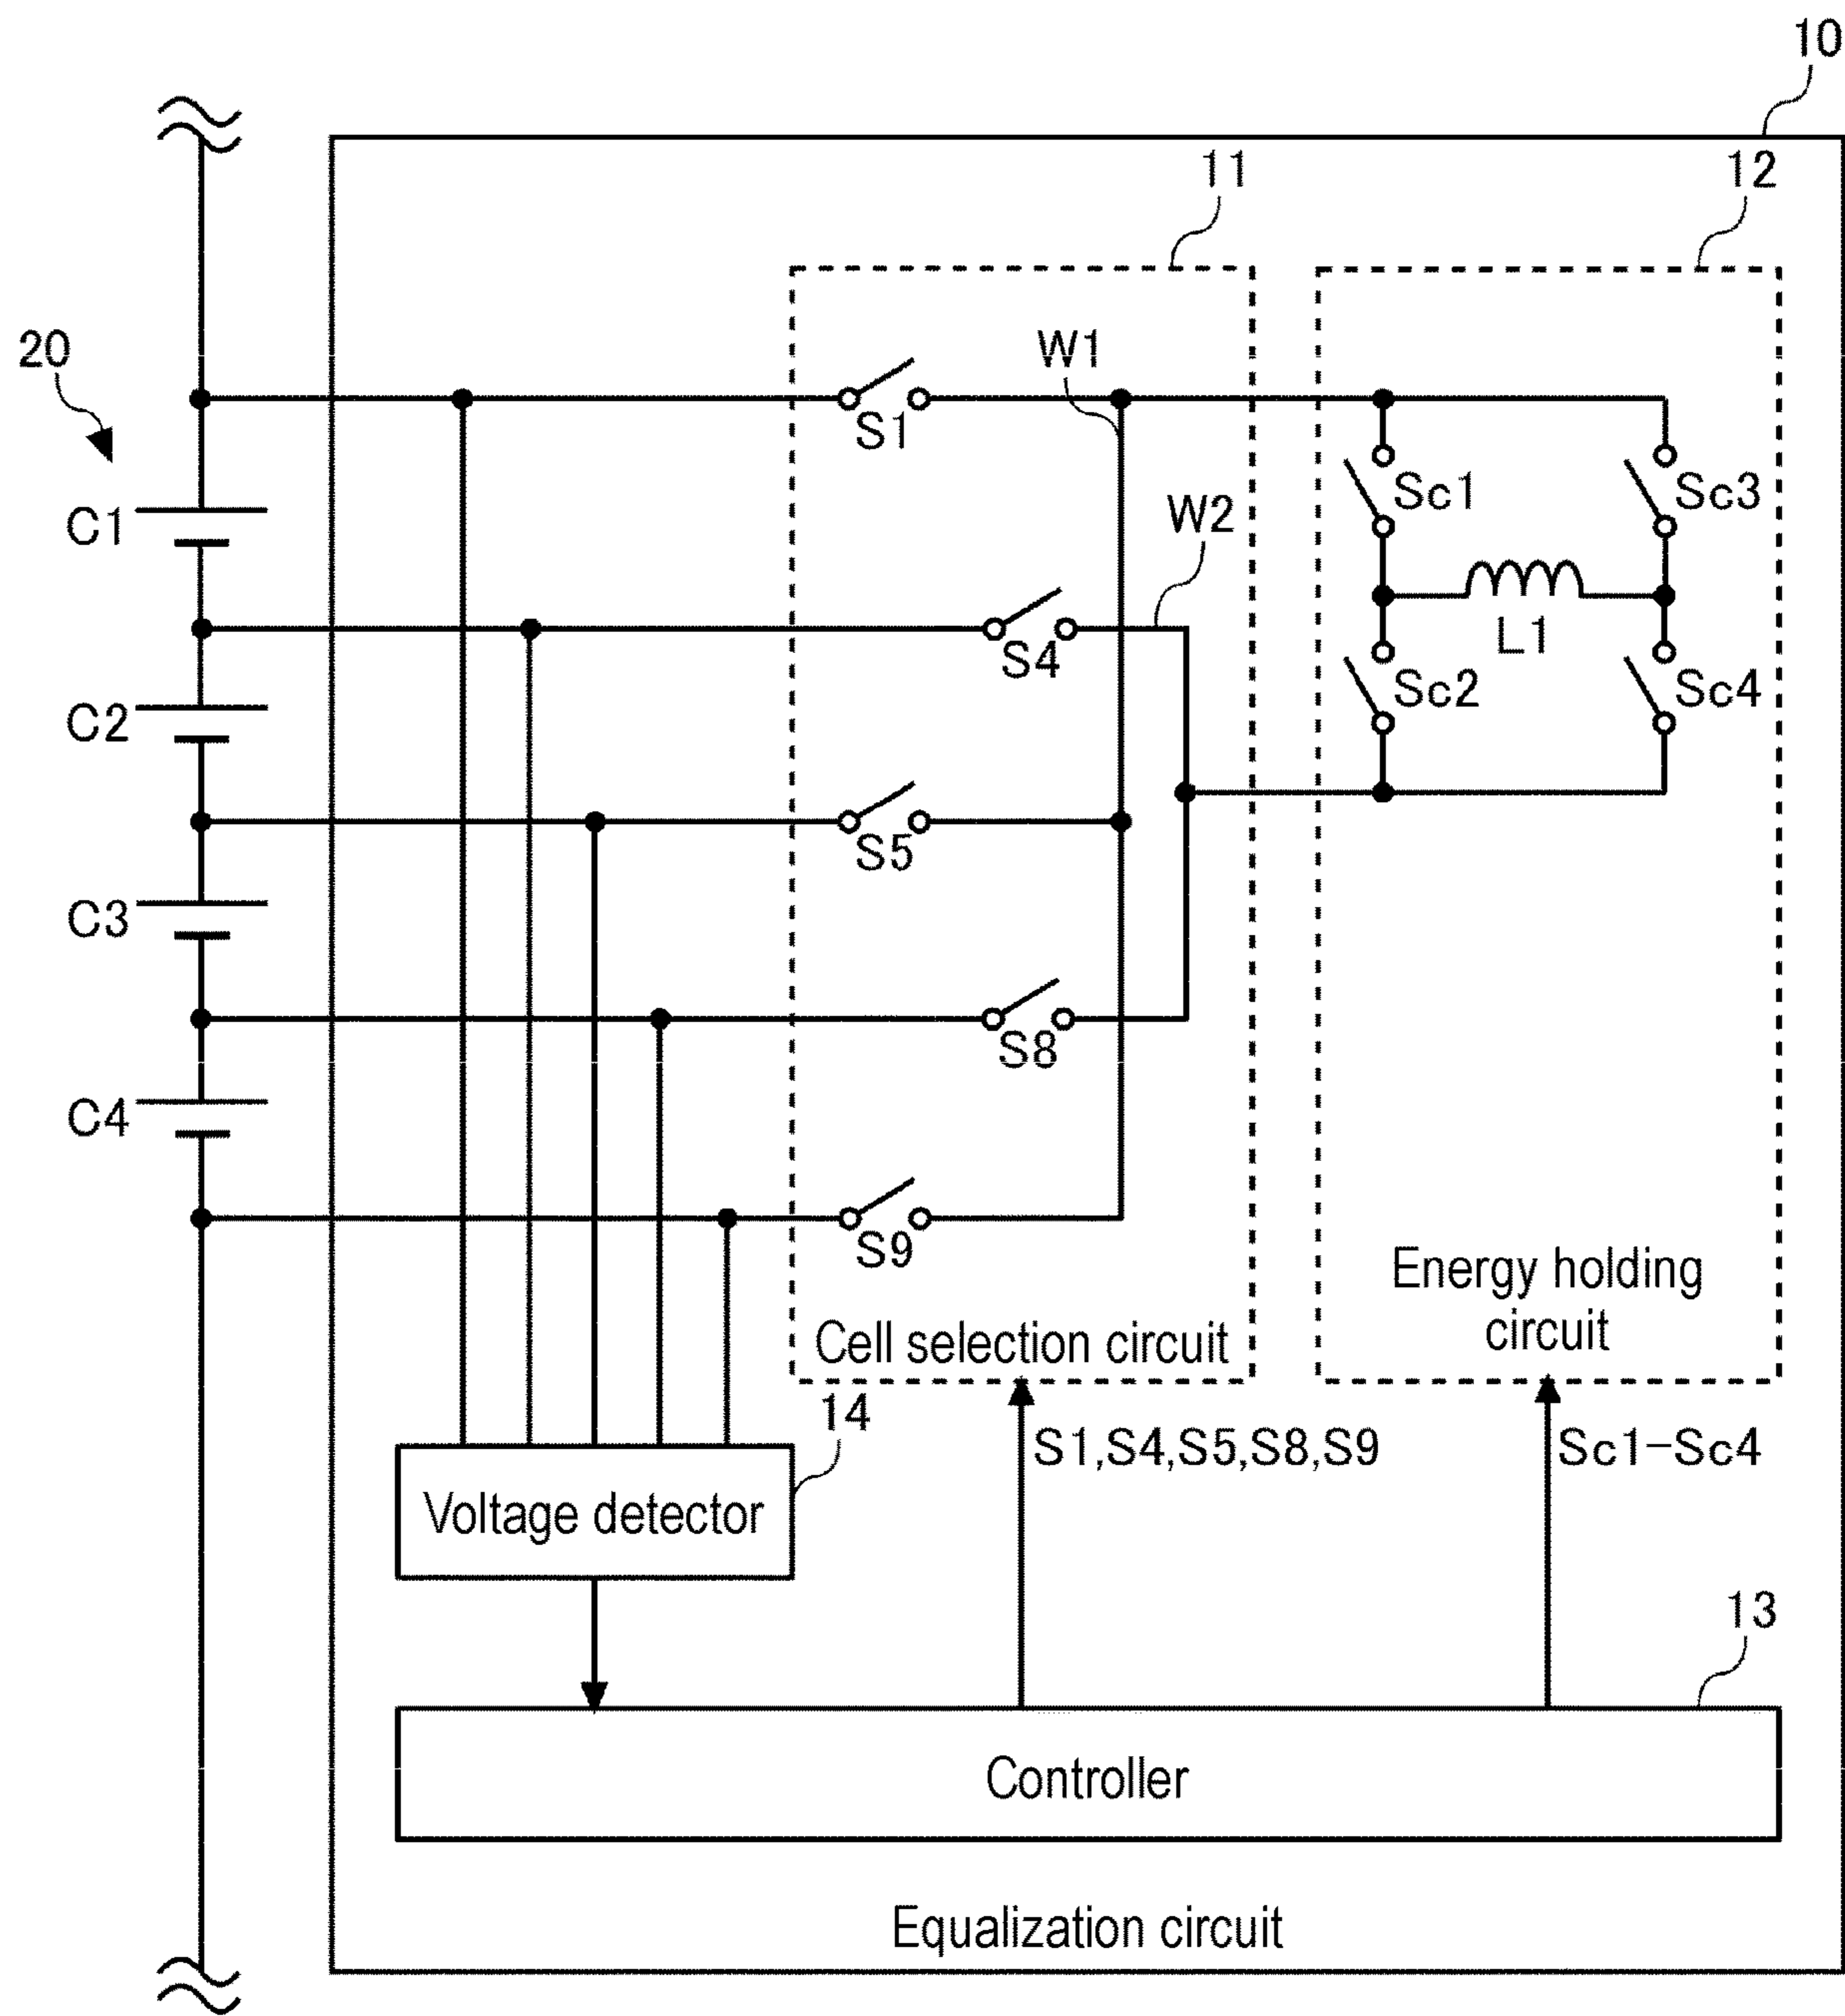 10
11
12
20
W1
S1
Sc1
Sc3
C1
W2
S4
L1
C2
Sc2
Sc4
S5
C3
S8
C4
S9
Energy holding
circuit
Cell selection circuit
14
S1,S4,S5,S8,S9
Sc1-Sc4
Voltage detector
13
Controller
Equalization circuit